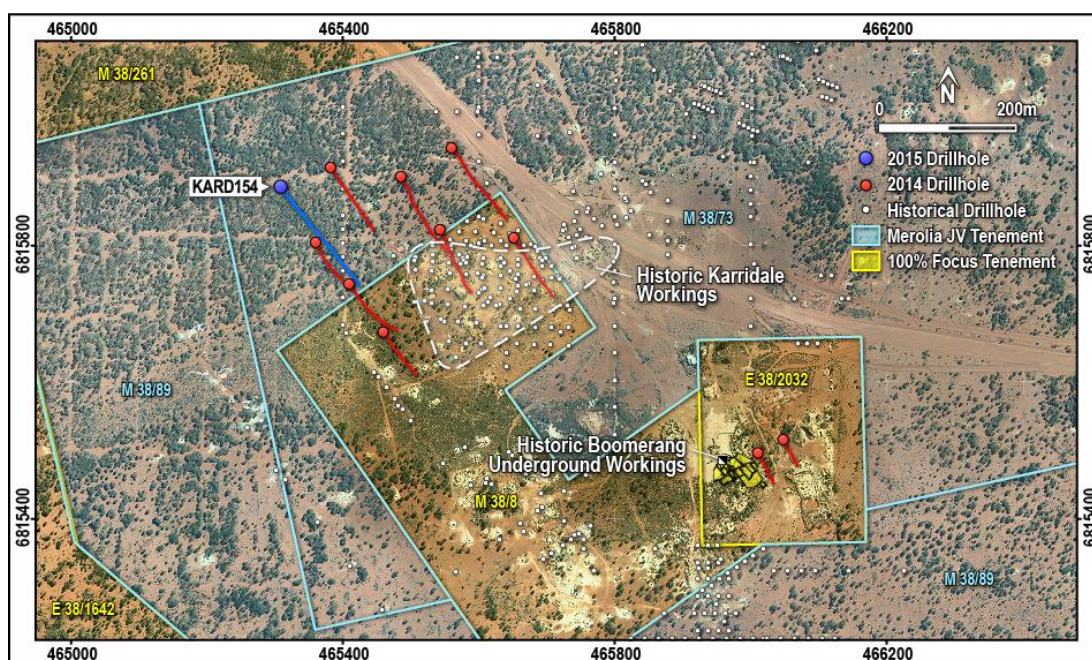 465000
465400
465800
466200
M 38/261
N
0
200m
2015 Drillhole
2014 Drillhole
Historical Drillhole
Merolia JV Tenement
100% Focus Tenement
KARD154
M 38/73
6815800
6815800
Historic Karridale
Workings
M 38/89
E 38/2032
Historic Boomerang
Underground Workings
M 38/8
6815400
6815400
M 38/89
E 38/1642
465000
465400
465800
466200